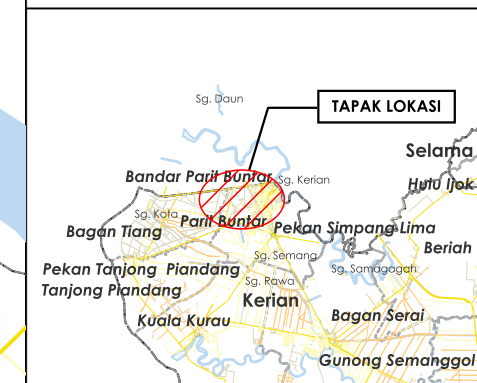 Sg. Daun
TAPAK LOKASI
Selama
Bandar Parit Buntar
Sg. Kerian
Hulu Ijok
Sg. Kota
Parit Buntar
Bagan Tiang
Pekan Simpang Lima
Beriah
Sg. Semang
Pekan Tanjong Piandang
Sg. Samagagah
Sg. Rawa
Tanjong Piandang
Kerian
Kuala Kurau
Bagan Serai
Gunong Semanggol